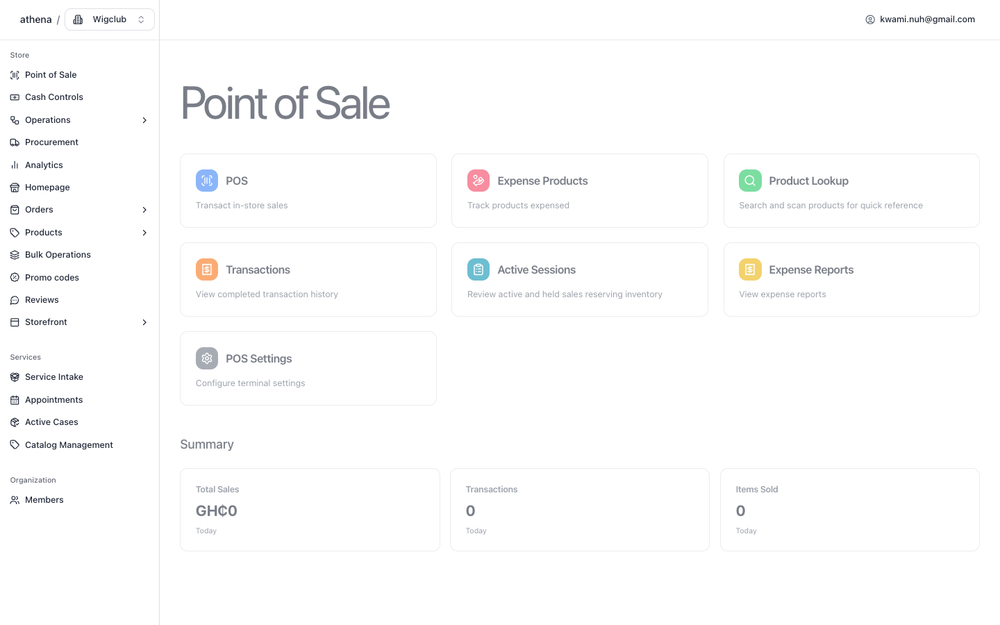 athena / Wigclub
kwami.nuh@gmail.com
Store
Point of Sale
Cash Controls
Operations
Procurement
Analytics
Homepage
Orders
Products
Bulk Operations
Promo codes
Reviews
Storefront
Services
Service Intake
Appointments
Active Cases
Catalog Management
Organization
Members
Point of Sale
POS
Transact in-store sales
Expense Products
Track products expensed
Product Lookup
Search and scan products for quick reference
Transactions
View completed transaction history
Active Sessions
Review active and held sales reserving inventory
Expense Reports
View expense reports
POS Settings
Configure terminal settings
Summary
Total Sales
GH₵0
Today
Transactions
0
Today
Items Sold
0
Today